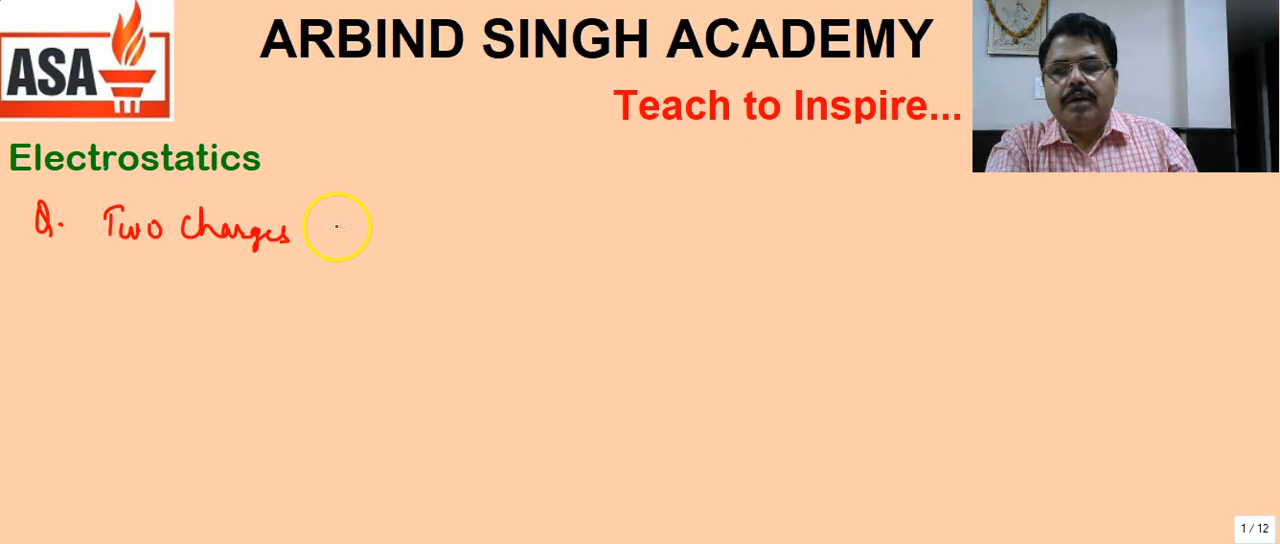 ASA
ARBIND SINGH ACADEMY
Teach to Inspire...
Electrostatics
Q. Two charges
1 / 12